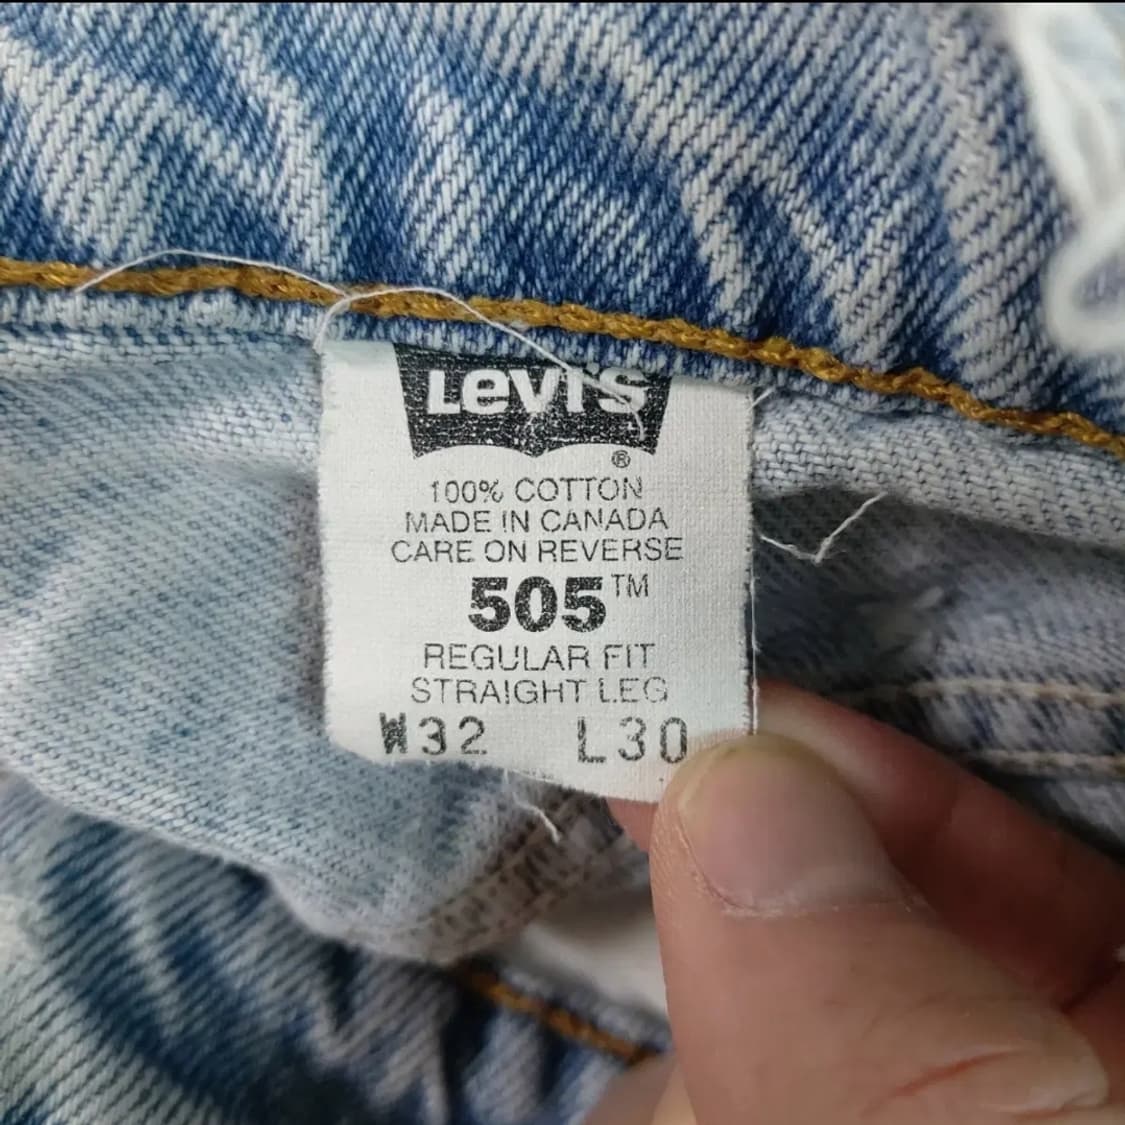 Levi's
®
100% COTTON
MADE IN CANADA
CARE ON REVERSE
505™
REGULAR FIT
STRAIGHT LEG
W32 L30